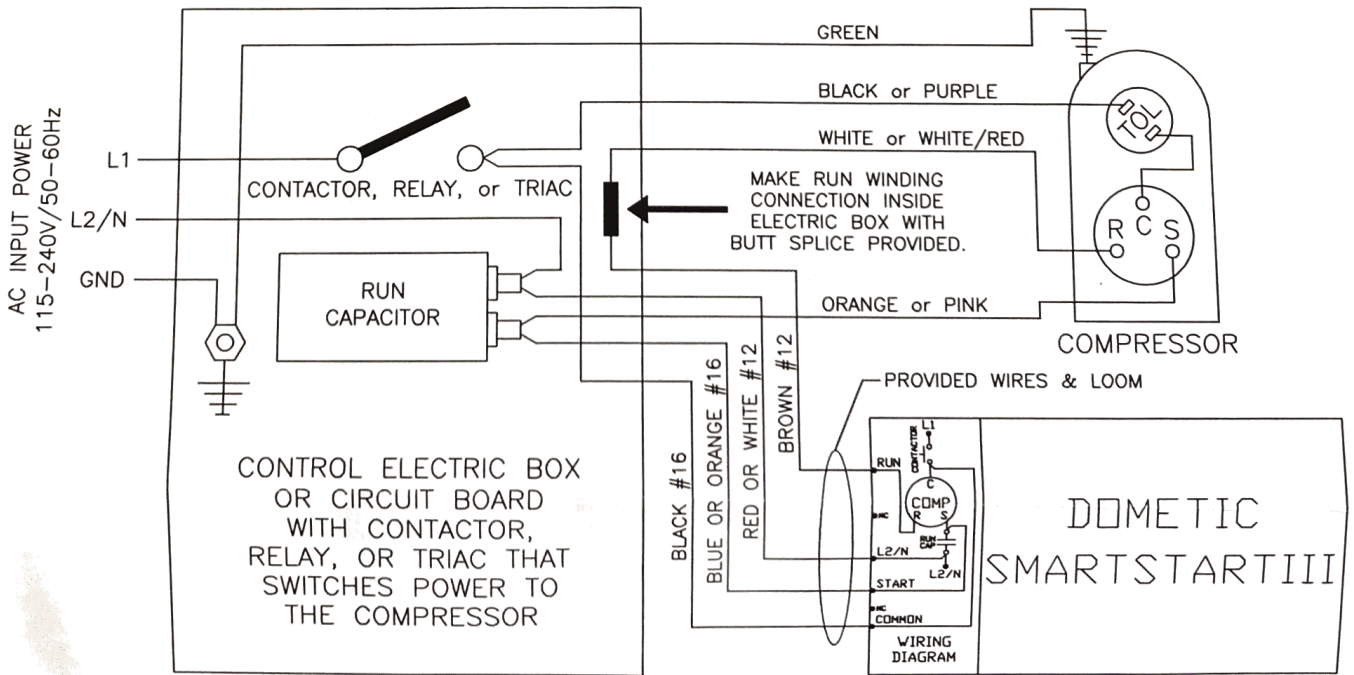 GREEN
BLACK or PURPLE
WHITE or WHITE/RED
AC INPUT POWER
115-240V/50-60Hz
L1
CONTACTOR, RELAY, or TRIAC
L2/N
GND
RUN
CAPACITOR
MAKE RUN WINDING
CONNECTION INSIDE
ELECTRIC BOX WITH
BUTT SPLICE PROVIDED.
ORANGE or PINK
T
O
L
R
C
S
COMPRESSOR
PROVIDED WIRES & LOOM
BLACK #16
BLUE OR ORANGE #16
RED OR WHITE #12
BROWN #12
CONTROL ELECTRIC BOX
OR CIRCUIT BOARD
WITH CONTACTOR,
RELAY, OR TRIAC THAT
SWITCHES POWER TO
THE COMPRESSOR
RUN
NC
L2/N
START
NC
COMMON
L1
CONTACTOR
C
COMP
R
S
RUN
CAP
L2/N
WIRING
DIAGRAM
DOMETIC
SMARTSTARTIII